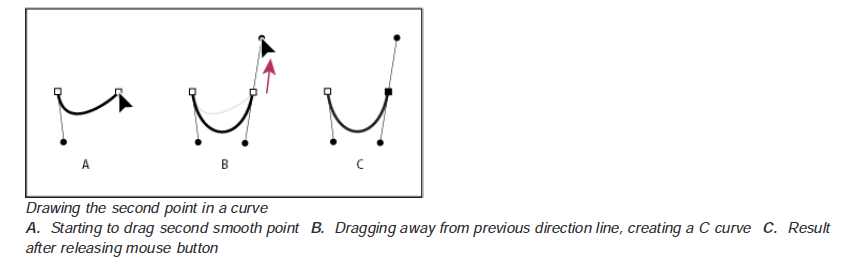 A B C
Drawing the second point in a curve
A. Starting to drag second smooth point B. Dragging away from previous direction line, creating a C curve C. Result
after releasing mouse button